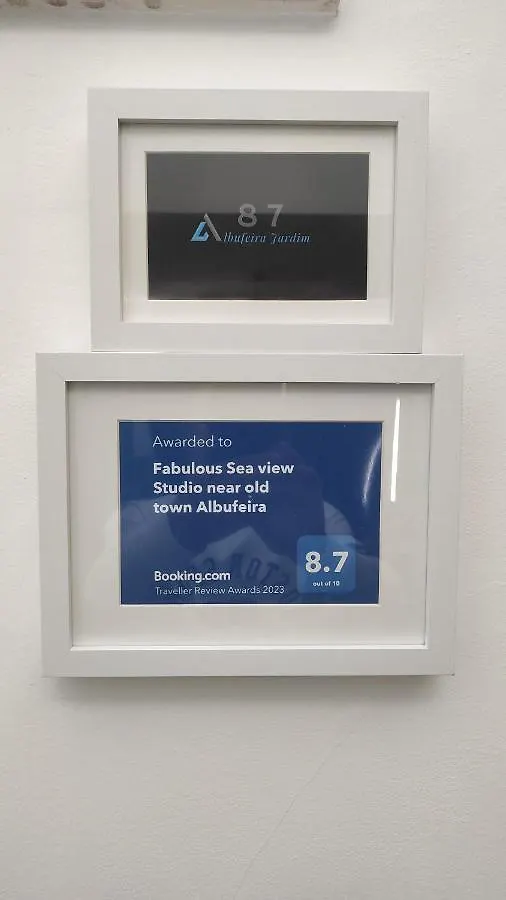 87
Albufeira Jardim
Awarded to
Fabulous Sea view
Studio near old
town Albufeira
8.7
out of 10
Booking.com
Traveller Review Awards 2023